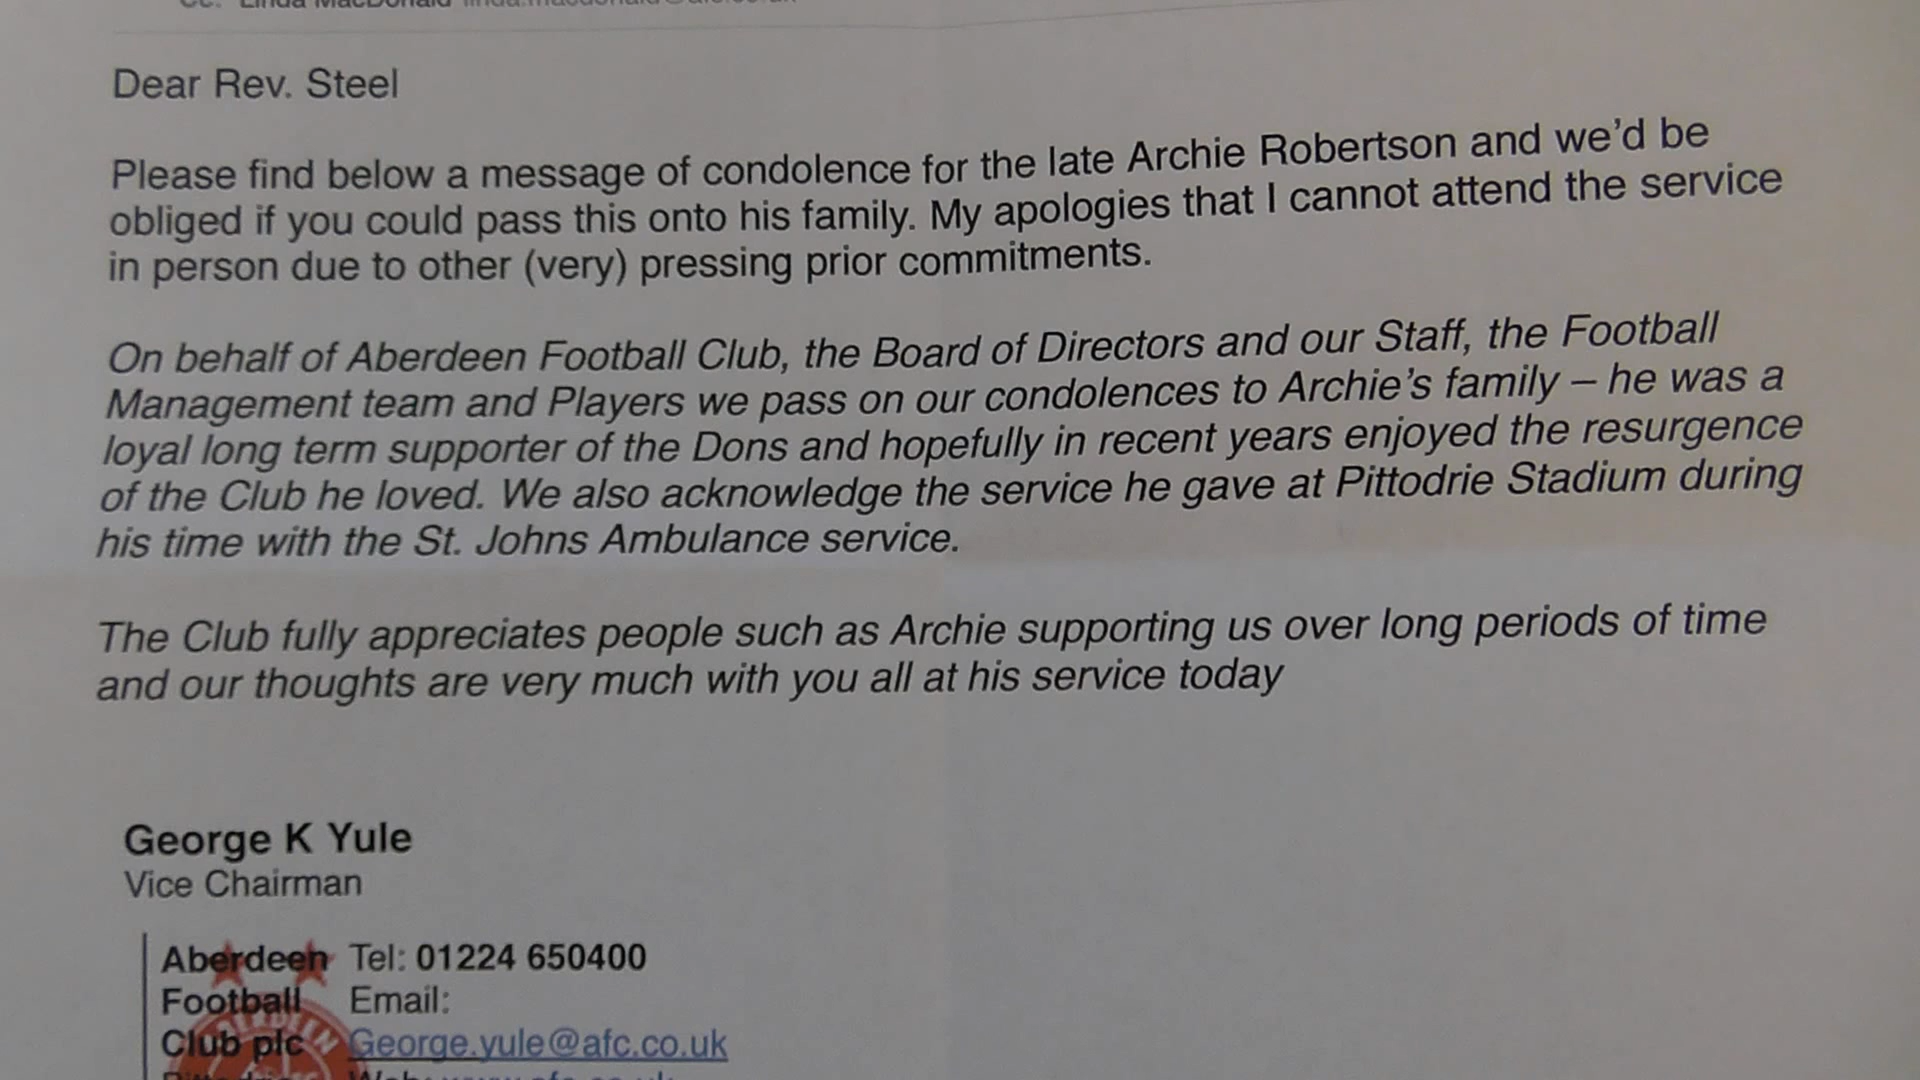 Cc: Linda MacDonald linda.macdonald@afc.co.uk
Dear Rev. Steel
Please find below a message of condolence for the late Archie Robertson and we'd be
obliged if you could pass this onto his family. My apologies that I cannot attend the service
in person due to other (very) pressing prior commitments.
On behalf of Aberdeen Football Club, the Board of Directors and our Staff, the Football
Management team and Players we pass on our condolences to Archie's family – he was a
loyal long term supporter of the Dons and hopefully in recent years enjoyed the resurgence
of the Club he loved. We also acknowledge the service he gave at Pittodrie Stadium during
his time with the St. Johns Ambulance service.
The Club fully appreciates people such as Archie supporting us over long periods of time
and our thoughts are very much with you all at his service today
George K Yule
Vice Chairman
Aberdeen Tel: 01224 650400
Football Email:
Club plc George.yule@afc.co.uk